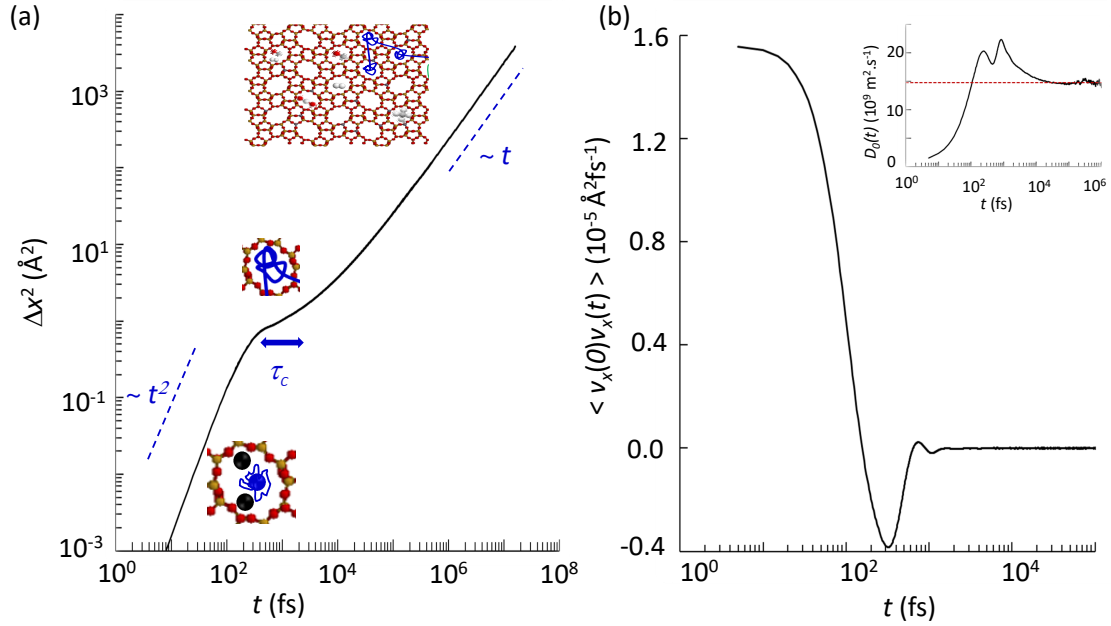 (a)
10³
10¹
10⁻¹
10⁻³
Δx² (Å²)
~ t
τc
~ t²
10⁰ 10² 10⁴ 10⁶ 10⁸
t (fs)
(b)
1.6
1.2
0.8
0.4
0.0
-0.4
< vₓ(0)vₓ(t) > (10⁻⁵ Å²fs⁻¹)
10⁰ 10² 10⁴
t (fs)
20
15
10
5
0
D₀(t) (10⁹ m².s⁻¹)
10⁰ 10² 10⁴ 10⁶
t (fs)